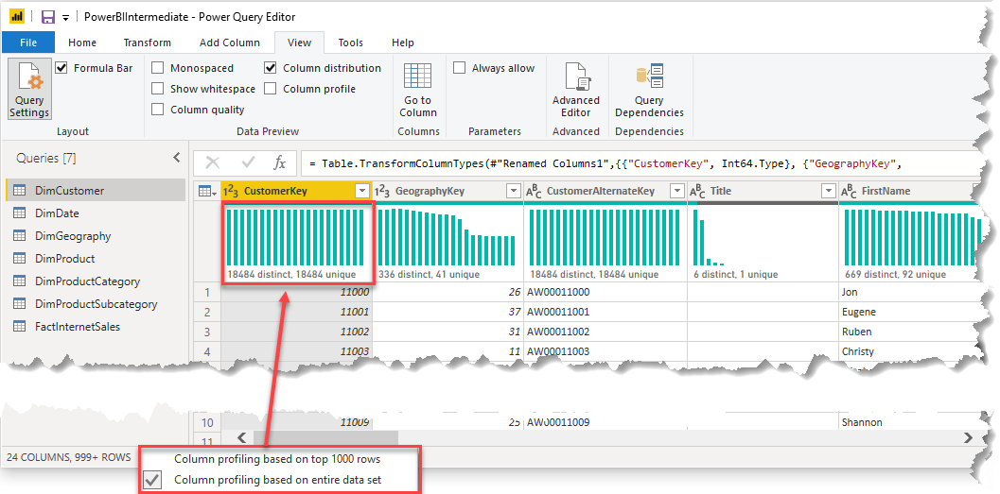 PowerBIIntermediate - Power Query Editor
File Home Transform Add Column View Tools Help
Query Settings
Formula Bar
Layout
Monospaced
Show whitespace
Column quality
Column distribution
Column profile
Data Preview
Go to Column
Columns
Always allow
Parameters
Advanced Editor
Advanced
Query Dependencies
Dependencies
Queries [7]
fx = Table.TransformColumnTypes(#"Renamed Columns1",{{"CustomerKey", Int64.Type}, {"GeographyKey",
DimCustomer
DimDate
DimGeography
DimProduct
DimProductCategory
DimProductSubcategory
FactInternetSales
123 CustomerKey 123 GeographyKey ABC CustomerAlternateKey ABC Title ABC FirstName
18484 distinct, 18484 unique 336 distinct, 41 unique 18484 distinct, 18484 unique 6 distinct, 1 unique 669 distinct, 92 unique
1 11000 26 AW00011000 Jon
2 11001 37 AW00011001 Eugene
3 11002 31 AW00011002 Ruben
4 11003 11 AW00011003 Christy
10 11009 25 AW00011009 Shannon
11
24 COLUMNS, 999+ ROWS
Column profiling based on top 1000 rows
Column profiling based on entire data set